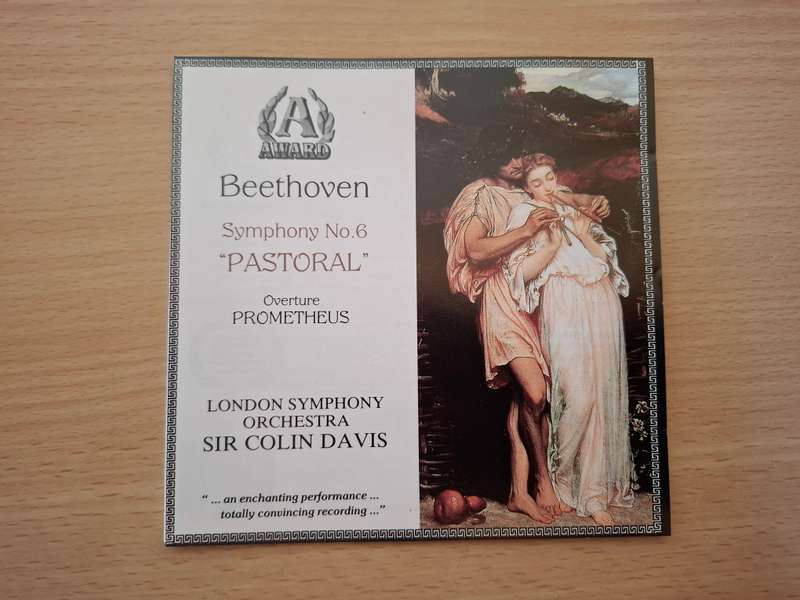 A
AWARD
Beethoven
Symphony No.6
"PASTORAL"
Overture
PROMETHEUS
LONDON SYMPHONY
ORCHESTRA
SIR COLIN DAVIS
" ... an enchanting performance ...
totally convincing recording ..."